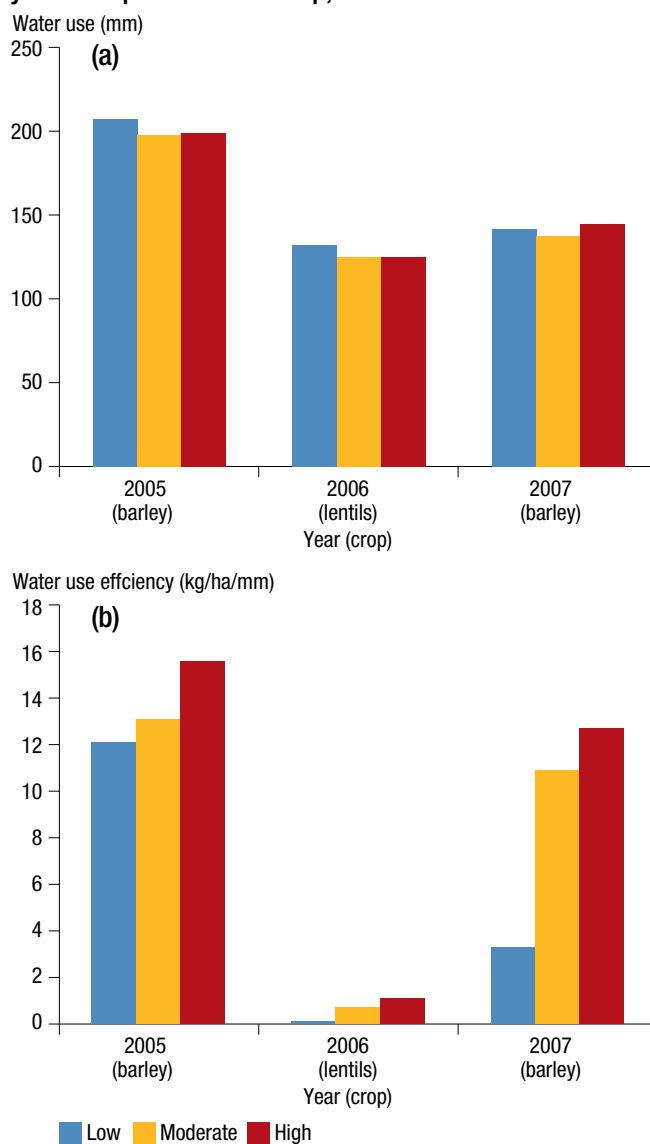 Water use (mm)
(a)
250
200
150
100
50
0
2005
(barley)
2006
(lentils)
2007
(barley)
Year (crop)
Water use effciency (kg/ha/mm)
(b)
18
16
14
12
10
8
6
4
2
0
2005
(barley)
2006
(lentils)
2007
(barley)
Year (crop)
Low Moderate High